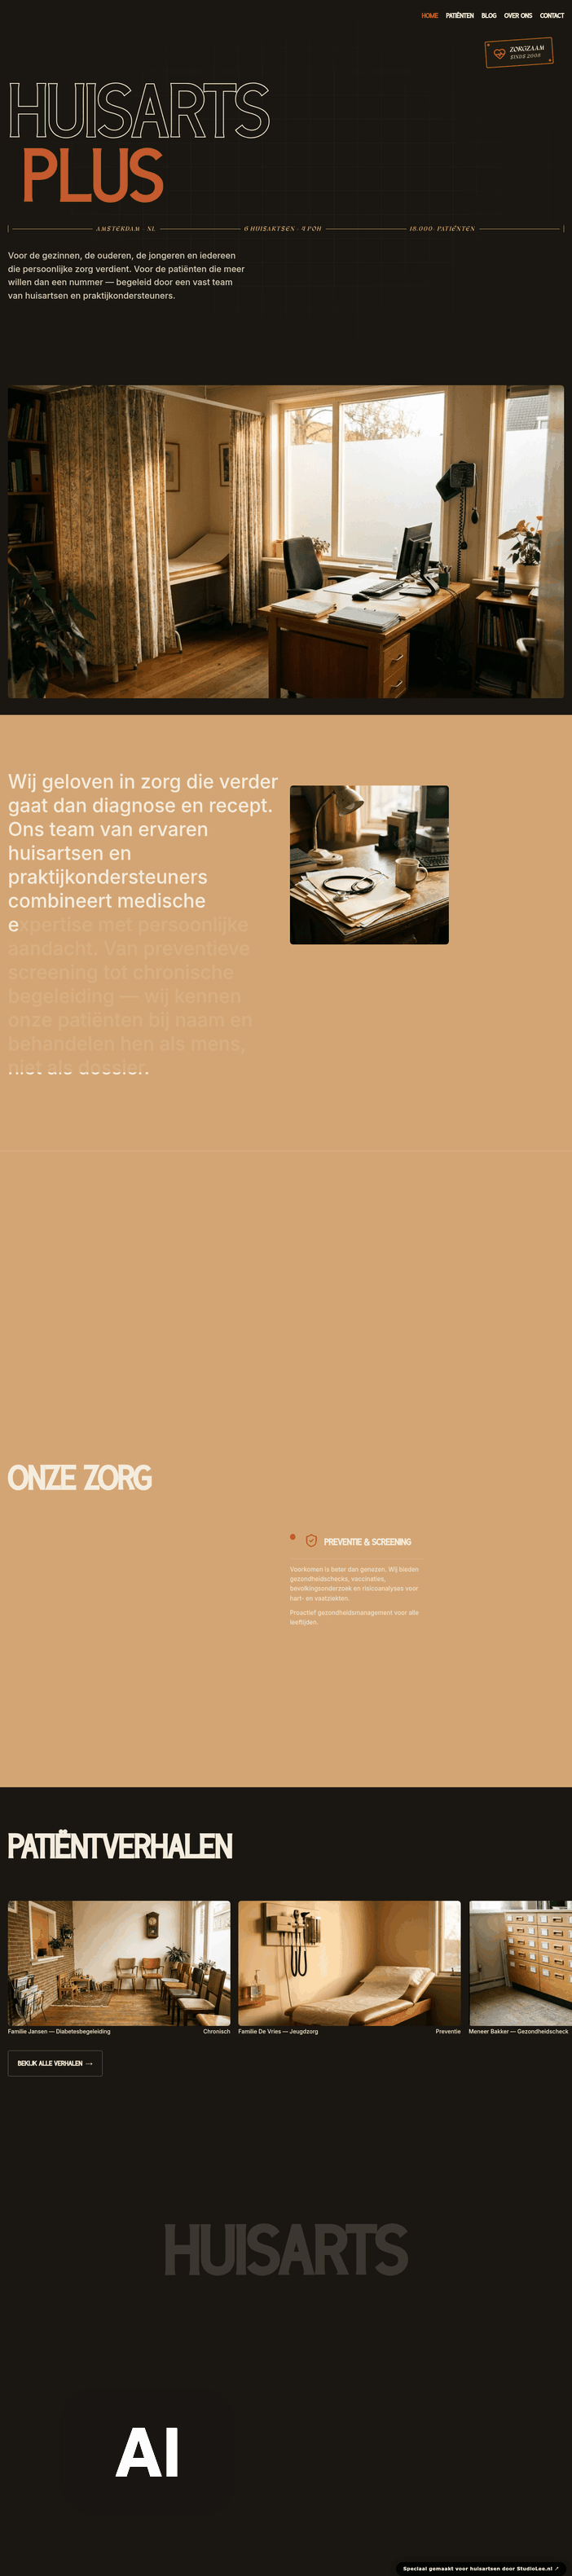 HOME PATIËNTEN BLOG OVER ONS CONTACT
ZORGZAAM
SINDS 2008
HUISARTS
PLUS
AMSTERDAM · NL
6 HUISARTSEN · 4 POH
18.000+ PATIËNTEN
Voor de gezinnen, de ouderen, de jongeren en iedereen
die persoonlijke zorg verdient. Voor de patiënten die meer
willen dan een nummer — begeleid door een vast team
van huisartsen en praktijkondersteuners.
Wij geloven in zorg die verder
gaat dan diagnose en recept.
Ons team van ervaren
huisartsen en
praktijkondersteuners
combineert medische
expertise met persoonlijke
aandacht. Van preventieve
screening tot chronische
begeleiding — wij kennen
onze patiënten bij naam en
behandelen hen als mens,
niet als dossier.
ONZE ZORG
PREVENTIE & SCREENING
Voorkomen is beter dan genezen. Wij bieden
gezondheidschecks, vaccinaties,
bevolkingsonderzoek en risicoanalyses voor
hart- en vaatziekten.
Proactief gezondheidsmanagement voor alle
leeftijden.
PATIËNTVERHALEN
Familie Jansen — Diabetesbegeleiding Chronisch
Familie De Vries — Jeugdzorg Preventie
Meneer Bakker — Gezondheidscheck
BEKIJK ALLE VERHALEN →
HUISARTS
AI
Speciaal gemaakt voor huisartsen door StudioLee.nl ↗